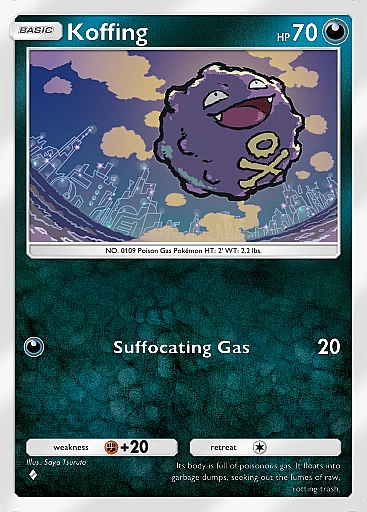 BASIC Koffing HP 70
NO. 0109 Poison Gas Pokémon HT: 2' WT: 2.2 lbs.
Suffocating Gas 20
weakness +20 retreat
Illus. Saya Tsuruta
Its body is full of poisonous gas. It floats into
garbage dumps, seeking out the fumes of raw,
rotting trash.